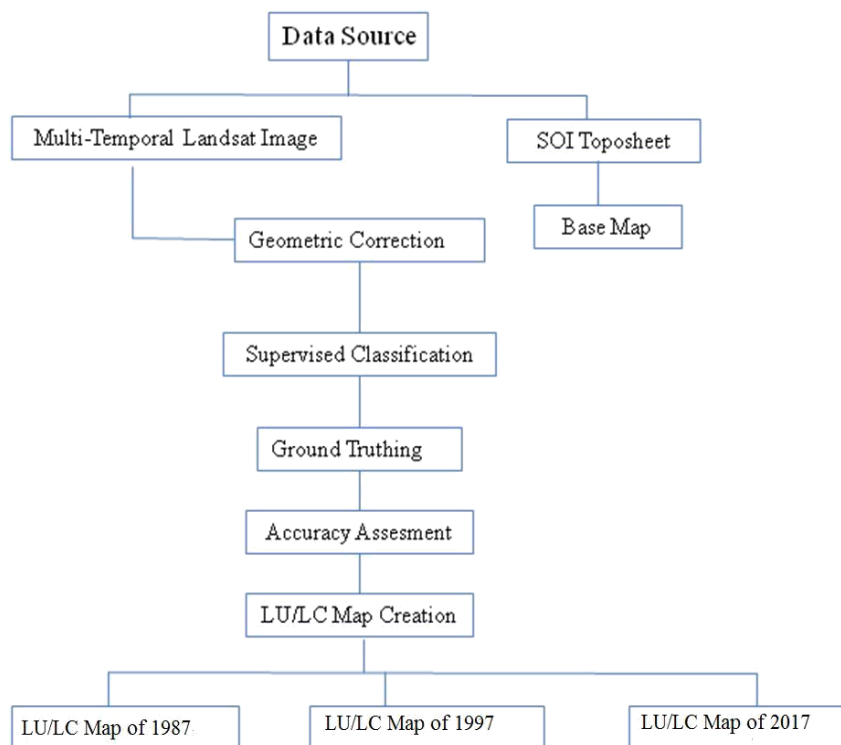 Data Source
Multi-Temporal Landsat Image
SOI Toposheet
Base Map
Geometric Correction
Supervised Classification
Ground Truthing
Accuracy Assesment
LU/LC Map Creation
LU/LC Map of 1987
LU/LC Map of 1997
LU/LC Map of 2017